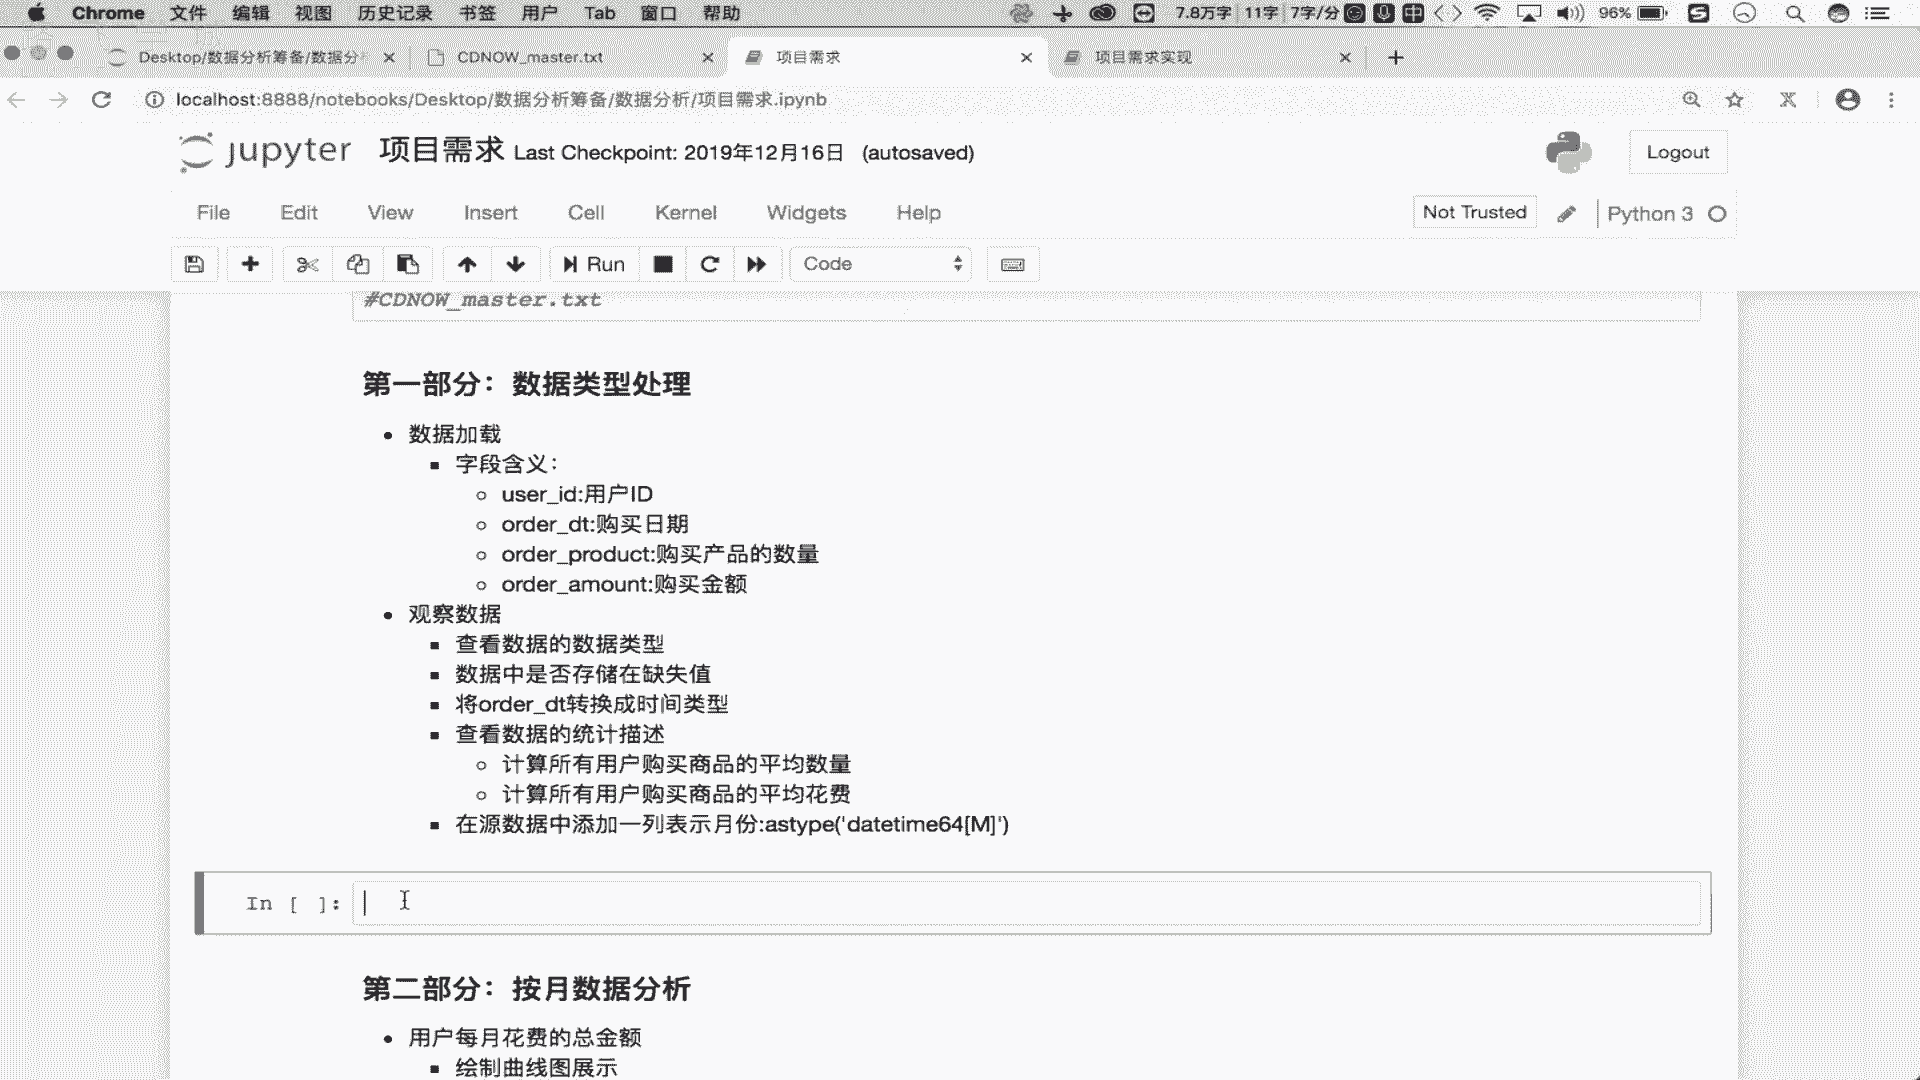 Chrome 文件 编辑 视图 历史记录 书签 用户 Tab 窗口 帮助 7.8万字 11字 7字/分 中 96%
Desktop/数据分析筹备/数据分 CDNOW_master.txt 项目需求 项目需求实现
localhost:8888/notebooks/Desktop/数据分析筹备/数据分析/项目需求.ipynb
jupyter 项目需求 Last Checkpoint: 2019年12月16日 (autosaved) Logout
File Edit View Insert Cell Kernel Widgets Help Not Trusted Python 3
Run Code
#CDNOW_master.txt
第一部分：数据类型处理
数据加载
字段含义：
user_id:用户ID
order_dt:购买日期
order_product:购买产品的数量
order_amount:购买金额
观察数据
查看数据的数据类型
数据中是否存储在缺失值
将order_dt转换成时间类型
查看数据的统计描述
计算所有用户购买商品的平均数量
计算所有用户购买商品的平均花费
在源数据中添加一列表示月份:astype('datetime64[M]')
In [ ]:
第二部分：按月数据分析
用户每月花费的总金额
绘制曲线图展示